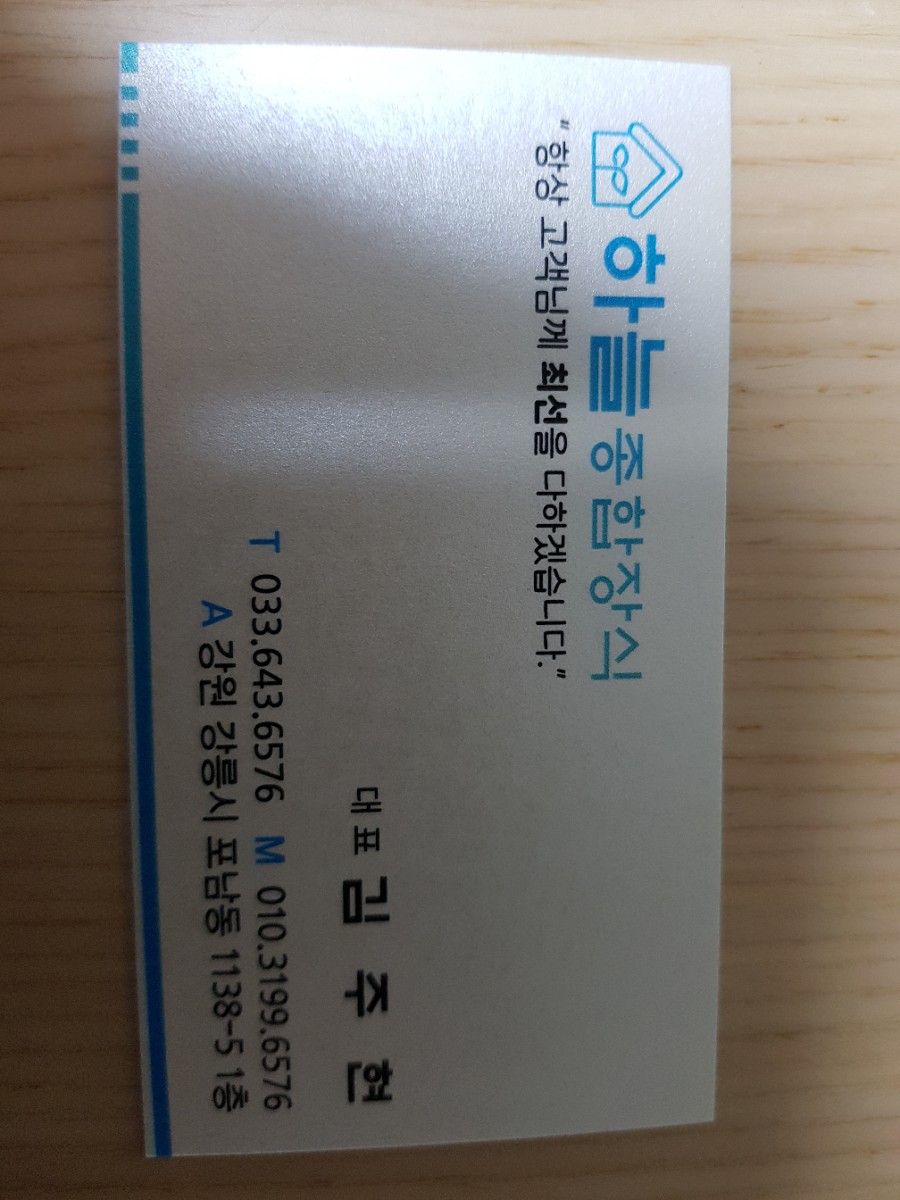 하늘종합장식
"항상 고객님께 최선을 다하겠습니다."
대표 김 주 현
T 033.643.6576 M 010.3199.6576
A 강원 강릉시 포남동 1138-5 1층